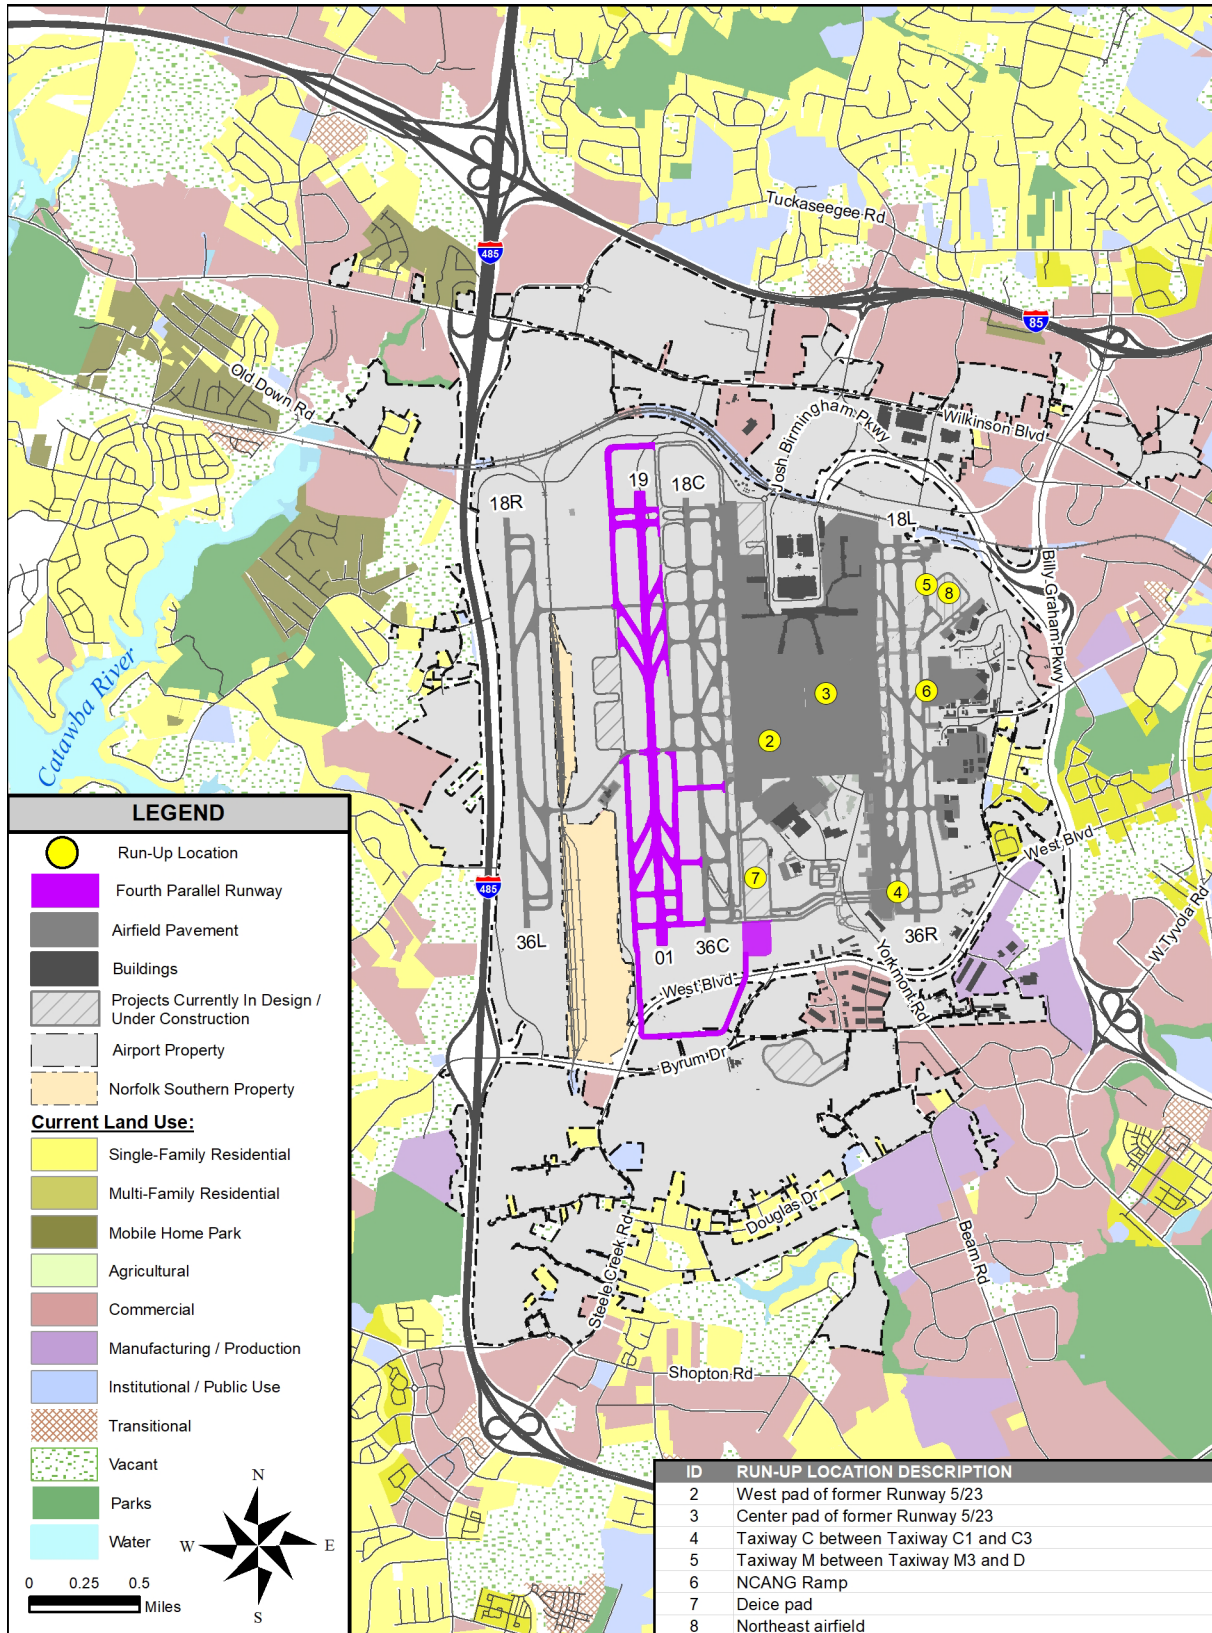 Tuckaseegee Rd
485
85
Old Down Rd
Wilkinson Blvd
Josh Birmingham Pkwy
18R
19
18C
18L
Billy Graham Pkwy
5
8
6
3
2
Catawba River
7
4
West Blvd
W Tyvola Rd
485
36L
01
36C
36R
Yorkmont Rd
West Blvd
Byrum Dr
Douglas Dr
Steele Creek Rd
Beam Rd
Shopton Rd
LEGEND
Run-Up Location
Fourth Parallel Runway
Airfield Pavement
Buildings
Projects Currently In Design /
Under Construction
Airport Property
Norfolk Southern Property
Current Land Use:
Single-Family Residential
Multi-Family Residential
Mobile Home Park
Agricultural
Commercial
Manufacturing / Production
Institutional / Public Use
Transitional
Vacant
Parks
Water
N
W E
S
0 0.25 0.5
Miles
ID RUN-UP LOCATION DESCRIPTION
2 West pad of former Runway 5/23
3 Center pad of former Runway 5/23
4 Taxiway C between Taxiway C1 and C3
5 Taxiway M between Taxiway M3 and D
6 NCANG Ramp
7 Deice pad
8 Northeast airfield